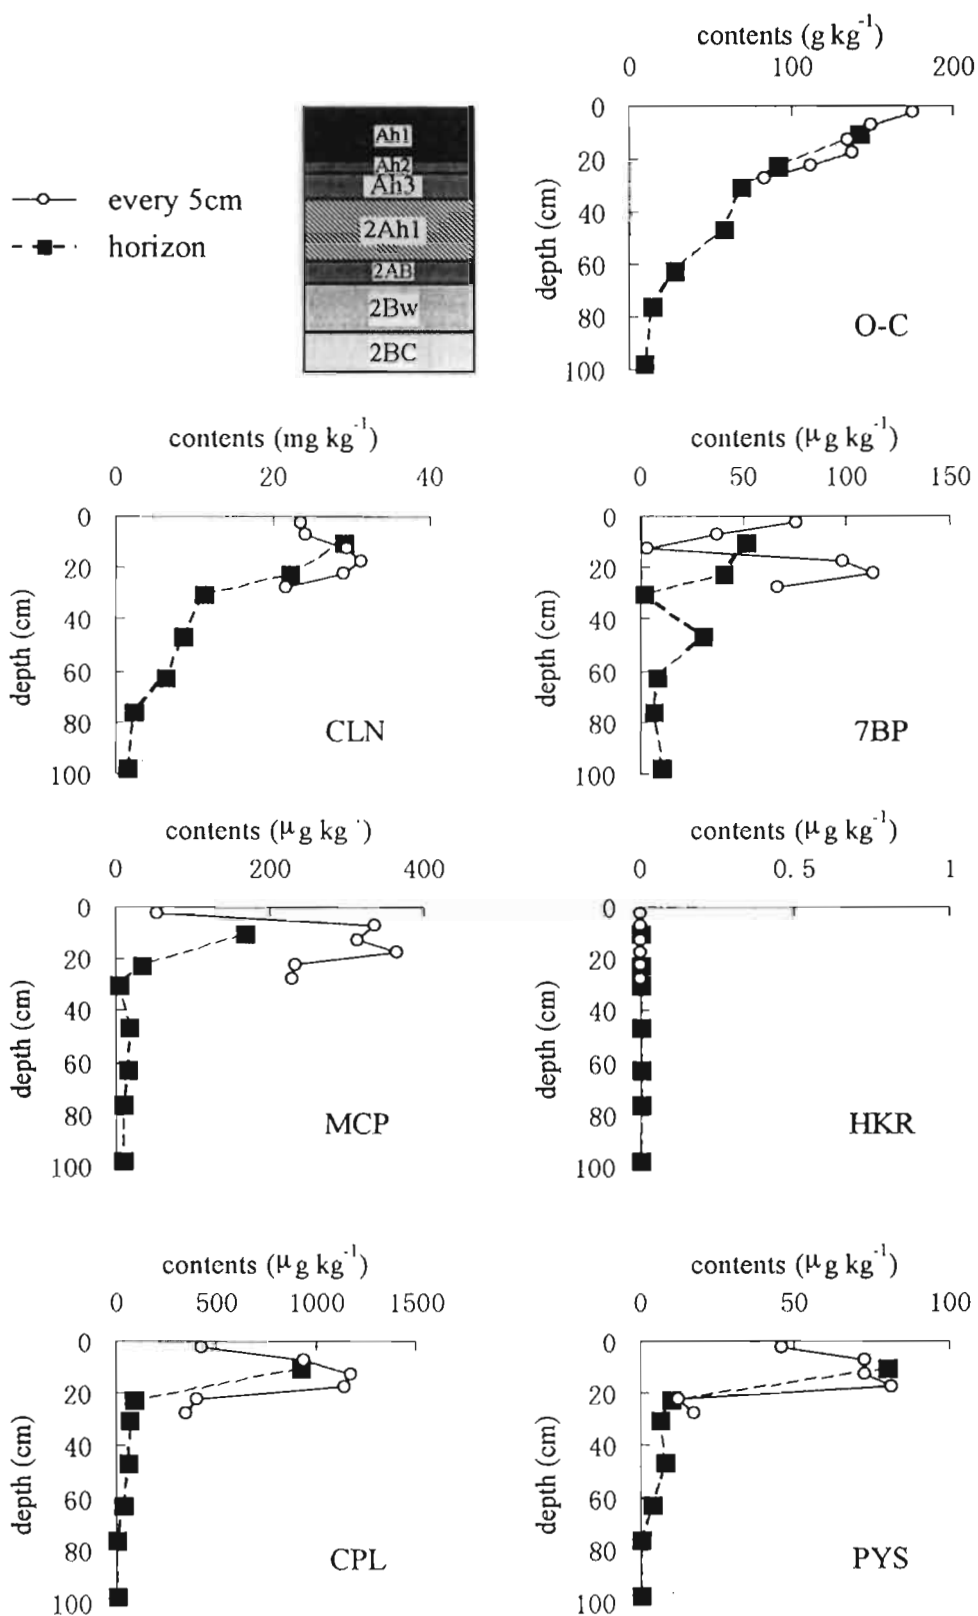 contents (g kg⁻¹)
0 100 200
0
20
40
60
80
100
depth (cm)
O-C
Ah1
Ah2
Ah3
2Ah1
2AB
2Bw
2BC
every 5cm
horizon
contents (mg kg⁻¹)
0 20 40
0
20
40
60
80
100
depth (cm)
CLN
contents (μg kg⁻¹)
0 50 100 150
0
20
40
60
80
100
depth (cm)
7BP
contents (μg kg
0 200 400
0
20
40
60
80
100
depth (cm)
MCP
contents (μg kg⁻¹)
0 0.5 1
0
20
40
60
80
100
depth (cm)
HKR
contents (μg kg⁻¹)
0 500 1000 1500
0
20
40
60
80
100
depth (cm)
CPL
contents (μg kg⁻¹)
0 50 100
0
20
40
60
80
100
depth (cm)
PYS